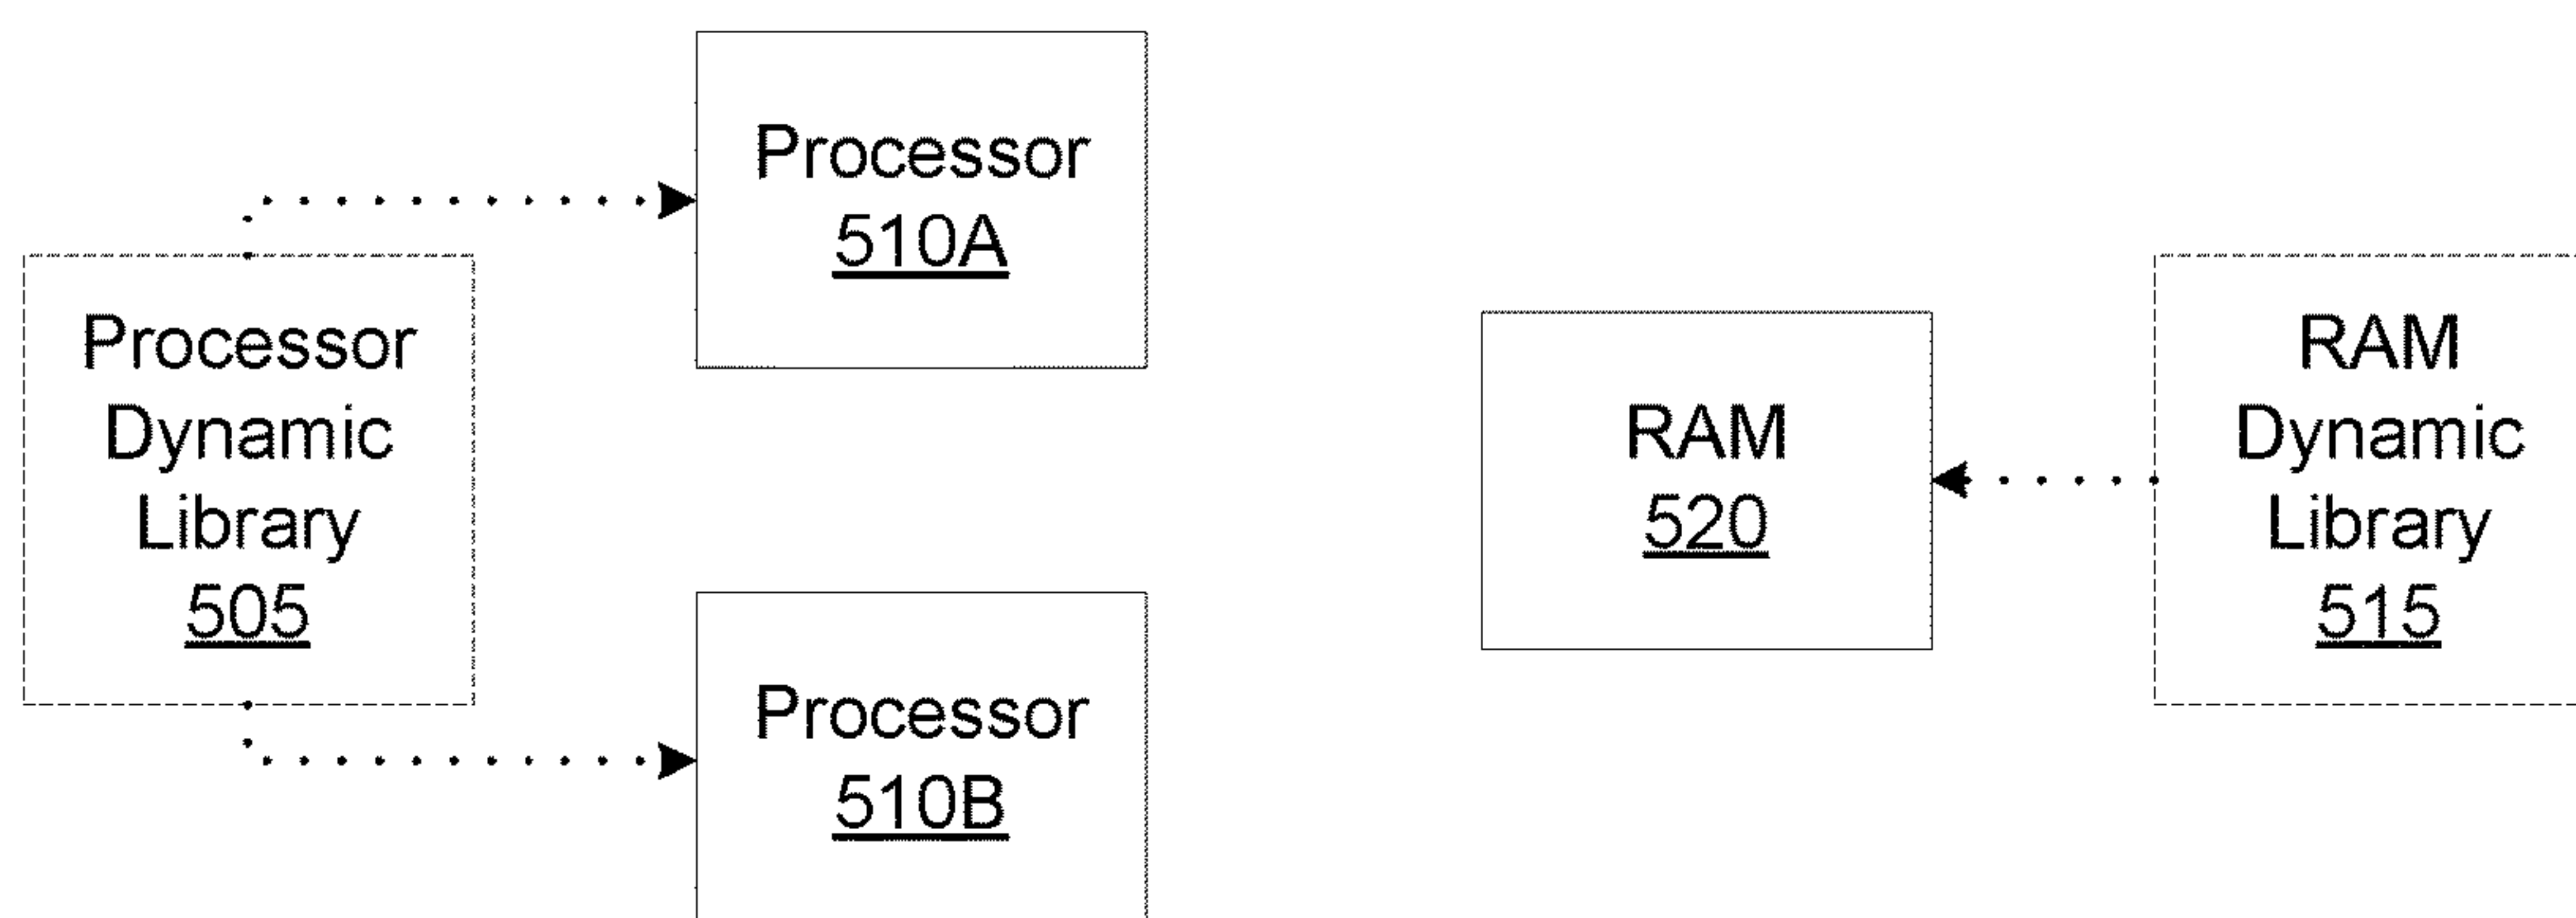 Processor
510A
Processor
Dynamic
Library
505
Processor
510B
RAM
520
RAM
Dynamic
Library
515